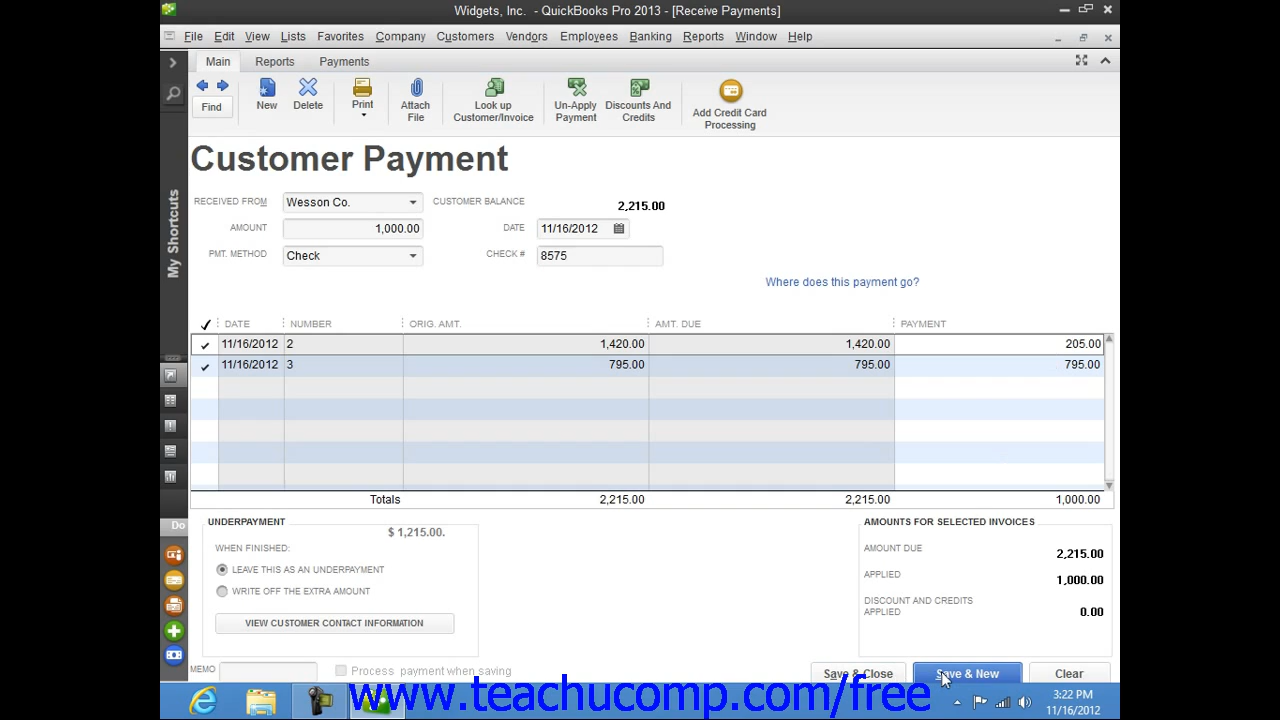 Widgets, Inc. - QuickBooks Pro 2013 - [Receive Payments]
File Edit View Lists Favorites Company Customers Vendors Employees Banking Reports Window Help
Main Reports Payments
Find New Delete Print Attach File Look up Customer/Invoice Un-Apply Payment Discounts And Credits Add Credit Card Processing
My Shortcuts
Customer Payment
RECEIVED FROM Wesson Co. CUSTOMER BALANCE 2,215.00
AMOUNT 1,000.00 DATE 11/16/2012
PMT. METHOD Check CHECK # 8575
Where does this payment go?
✓ DATE NUMBER ORIG. AMT. AMT. DUE PAYMENT
✓ 11/16/2012 2 1,420.00 1,420.00 205.00
✓ 11/16/2012 3 795.00 795.00 795.00
Totals 2,215.00 2,215.00 1,000.00
Do
UNDERPAYMENT $ 1,215.00.
WHEN FINISHED:
LEAVE THIS AS AN UNDERPAYMENT
WRITE OFF THE EXTRA AMOUNT
VIEW CUSTOMER CONTACT INFORMATION
AMOUNTS FOR SELECTED INVOICES
AMOUNT DUE 2,215.00
APPLIED 1,000.00
DISCOUNT AND CREDITS APPLIED 0.00
MEMO Process payment when saving Save & Close Save & New Clear
www.teachucomp.com/free
3:22 PM
11/16/2012